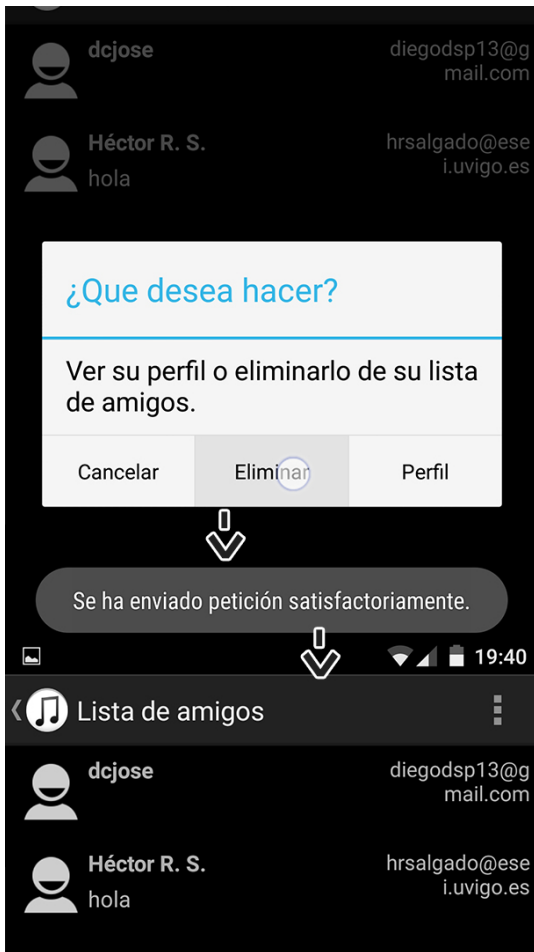 dcjose
diegodsp13@g
mail.com
Héctor R. S.
hrsalgado@ese
i.uvigo.es
hola
¿Que desea hacer?
Ver su perfil o eliminarlo de su lista
de amigos.
Cancelar
Eliminar
Perfil
Se ha enviado petición satisfactoriamente.
19:40
Lista de amigos
dcjose
diegodsp13@g
mail.com
Héctor R. S.
hrsalgado@ese
i.uvigo.es
hola